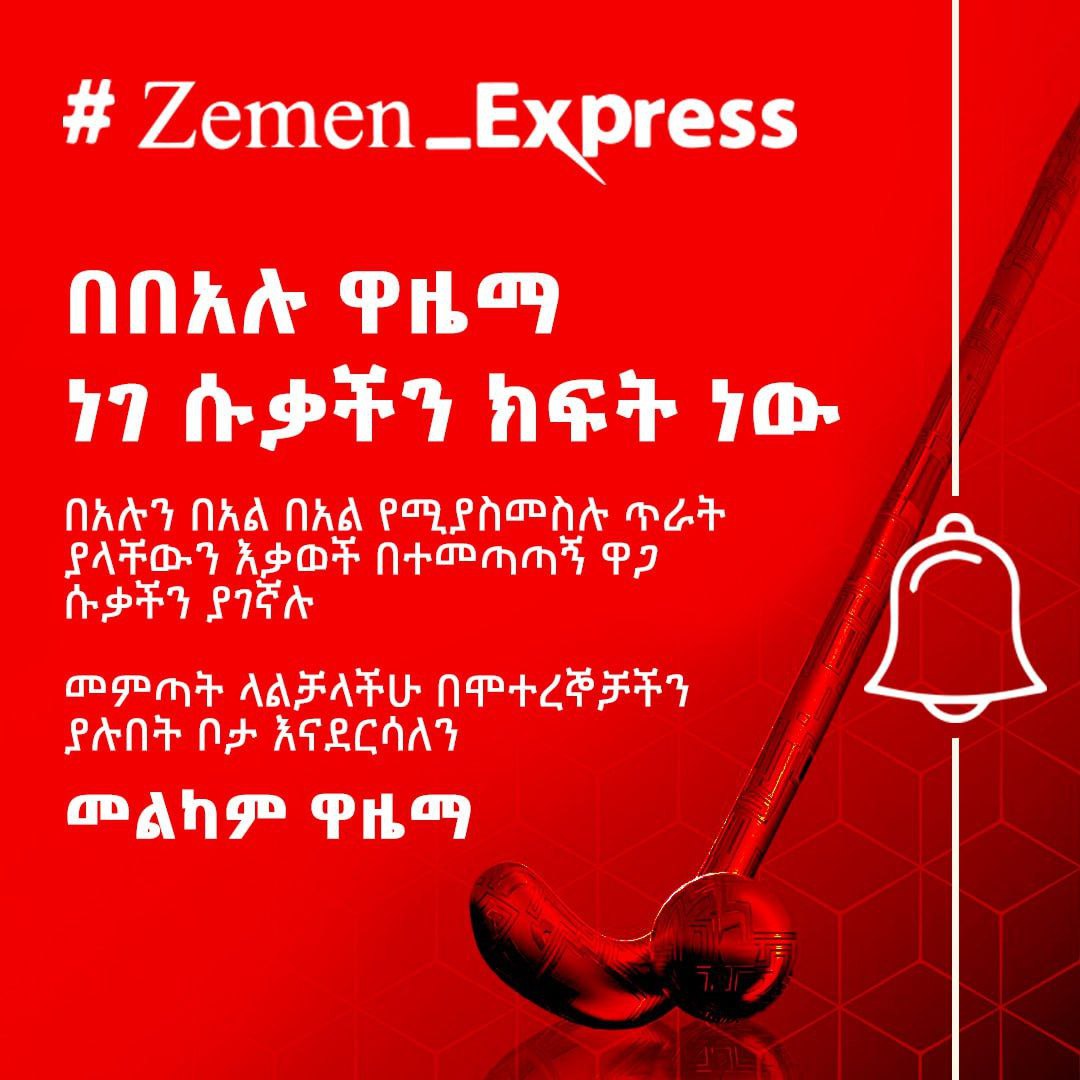 # Zemen_Express
በበአሉ ዋዜማ
ነገ ሱቃችን ክፍት ነው
በአሉን በአል በአል የሚያስመስሉ ጥራት
ያላቸውን እቃወች በተመጣጣኝ ዋጋ
ሱቃችን ያገኛሉ
መምጣት ላልቻላችሁ በሞተረኞቻችን
ያሉበት ቦታ እናደርሳለን
መልካም ዋዜማ